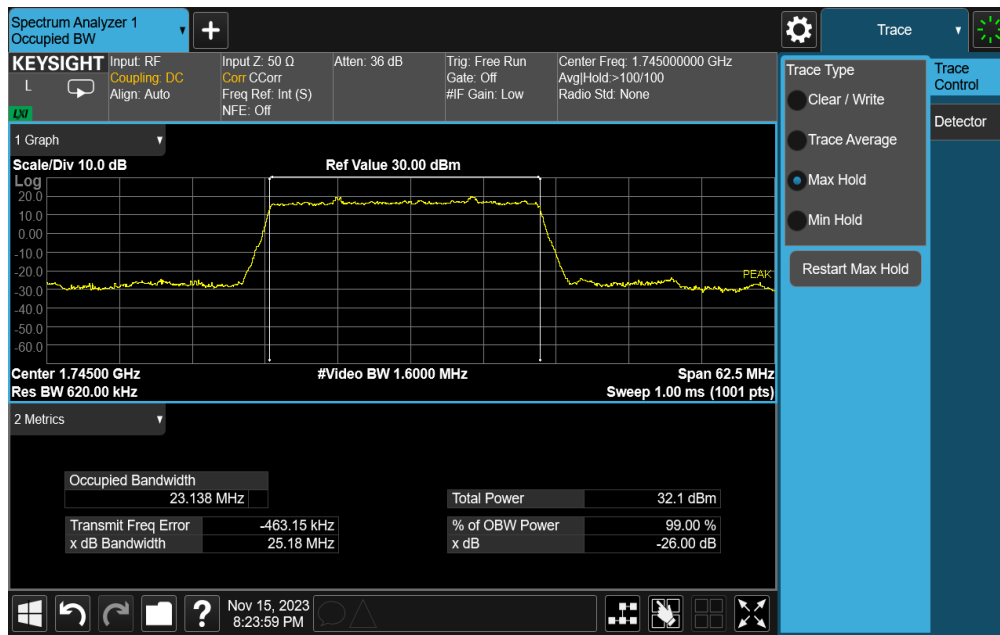 Spectrum Analyzer 1
Occupied BW
Trace
KEYSIGHT
L
LXI
Input: RF
Coupling: DC
Align: Auto
Input Z: 50 Ω
Corr CCorr
Freq Ref: Int (S)
NFE: Off
Atten: 36 dB
Trig: Free Run
Gate: Off
#IF Gain: Low
Center Freq: 1.745000000 GHz
Avg|Hold:>100/100
Radio Std: None
Trace Type
Clear / Write
Trace Average
Max Hold
Min Hold
Restart Max Hold
Trace
Control
Detector
1 Graph
Scale/Div 10.0 dB
Ref Value 30.00 dBm
Log
20.0
10.0
0.00
-10.0
-20.0
-30.0
-40.0
-50.0
-60.0
PEAK
Center 1.74500 GHz
#Video BW 1.6000 MHz
Span 62.5 MHz
Res BW 620.00 kHz
Sweep 1.00 ms (1001 pts)
2 Metrics
Occupied Bandwidth
23.138 MHz
Transmit Freq Error -463.15 kHz
x dB Bandwidth 25.18 MHz
Total Power 32.1 dBm
% of OBW Power 99.00 %
x dB -26.00 dB
?
Nov 15, 2023
8:23:59 PM